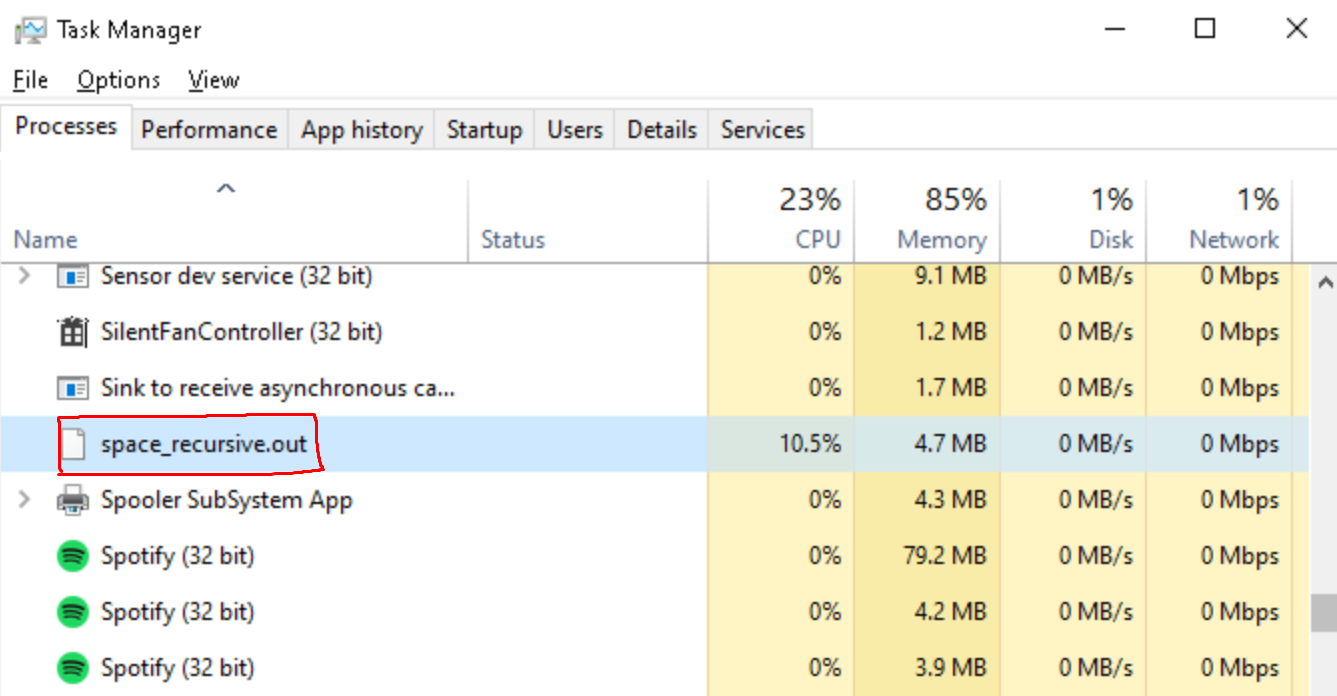 Task Manager
File Options View
Processes Performance App history Startup Users Details Services
23% 85% 1% 1%
Name Status CPU Memory Disk Network
Sensor dev service (32 bit) 0% 9.1 MB 0 MB/s 0 Mbps
SilentFanController (32 bit) 0% 1.2 MB 0 MB/s 0 Mbps
Sink to receive asynchronous ca... 0% 1.7 MB 0 MB/s 0 Mbps
space_recursive.out 10.5% 4.7 MB 0 MB/s 0 Mbps
Spooler SubSystem App 0% 4.3 MB 0 MB/s 0 Mbps
Spotify (32 bit) 0% 79.2 MB 0 MB/s 0 Mbps
Spotify (32 bit) 0% 4.2 MB 0 MB/s 0 Mbps
Spotify (32 bit) 0% 3.9 MB 0 MB/s 0 Mbps